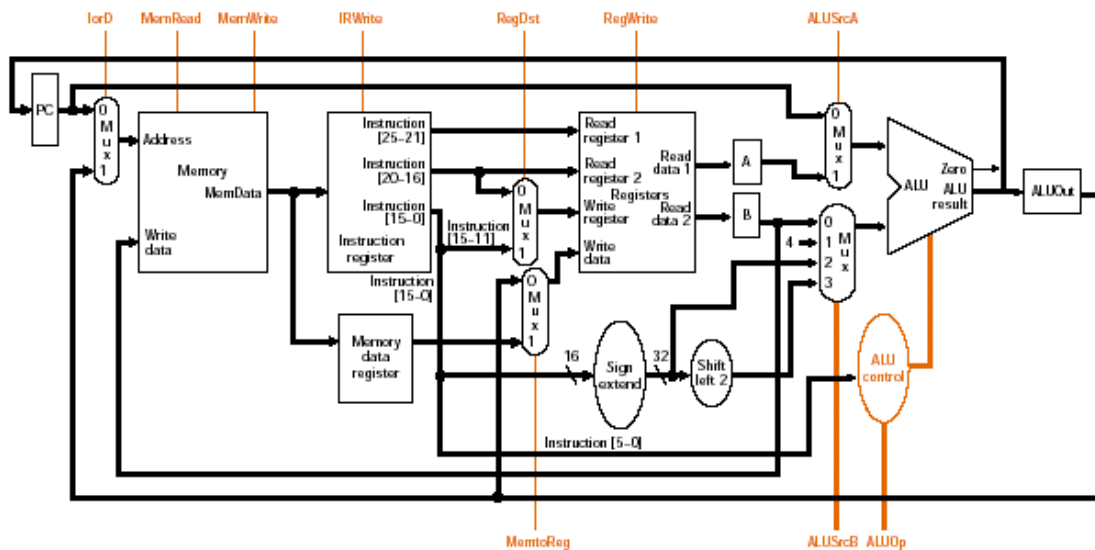 IorD MemRead MemWrite IRWrite RegDst RegWrite ALUSrcA
PC
0
M
u
x
1
Address
Memory
MemData
Write
data
Instruction
[25–21]
Instruction
[20–16]
Instruction
[15–0]
Instruction
register
Instruction
[15–11]
Instruction
[15–0]
Memory
data
register
0
M
u
x
1
0
M
u
x
1
Read
register 1
Read
register 2
Registers
Write
register
Write
data
Read
data 1
Read
data 2
A
B
4
0
M
u
x
1
0
1
2
3
M
u
x
Zero
ALU
ALU
result
ALUOut
16
Sign
extend
32
Shift
left 2
ALU
control
Instruction [5–0]
MemtoReg ALUSrcB ALUOp